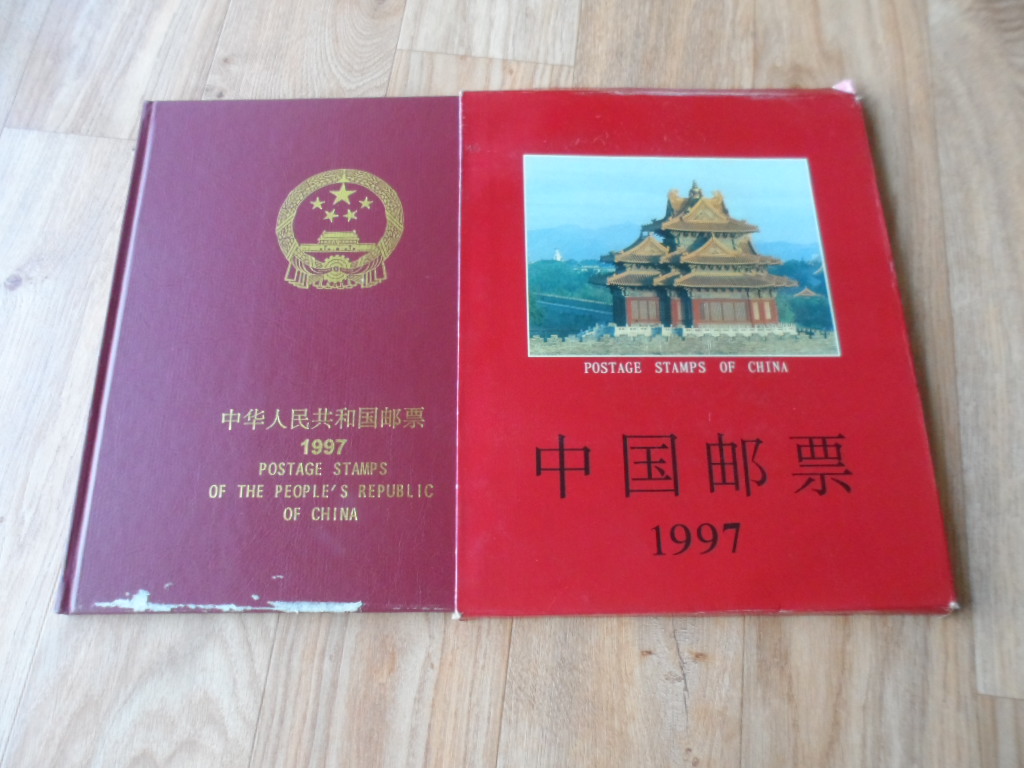 中华人民共和国邮票
1997
POSTAGE STAMPS
OF THE PEOPLE'S REPUBLIC
OF CHINA
POSTAGE STAMPS OF CHINA
中国邮票
1997